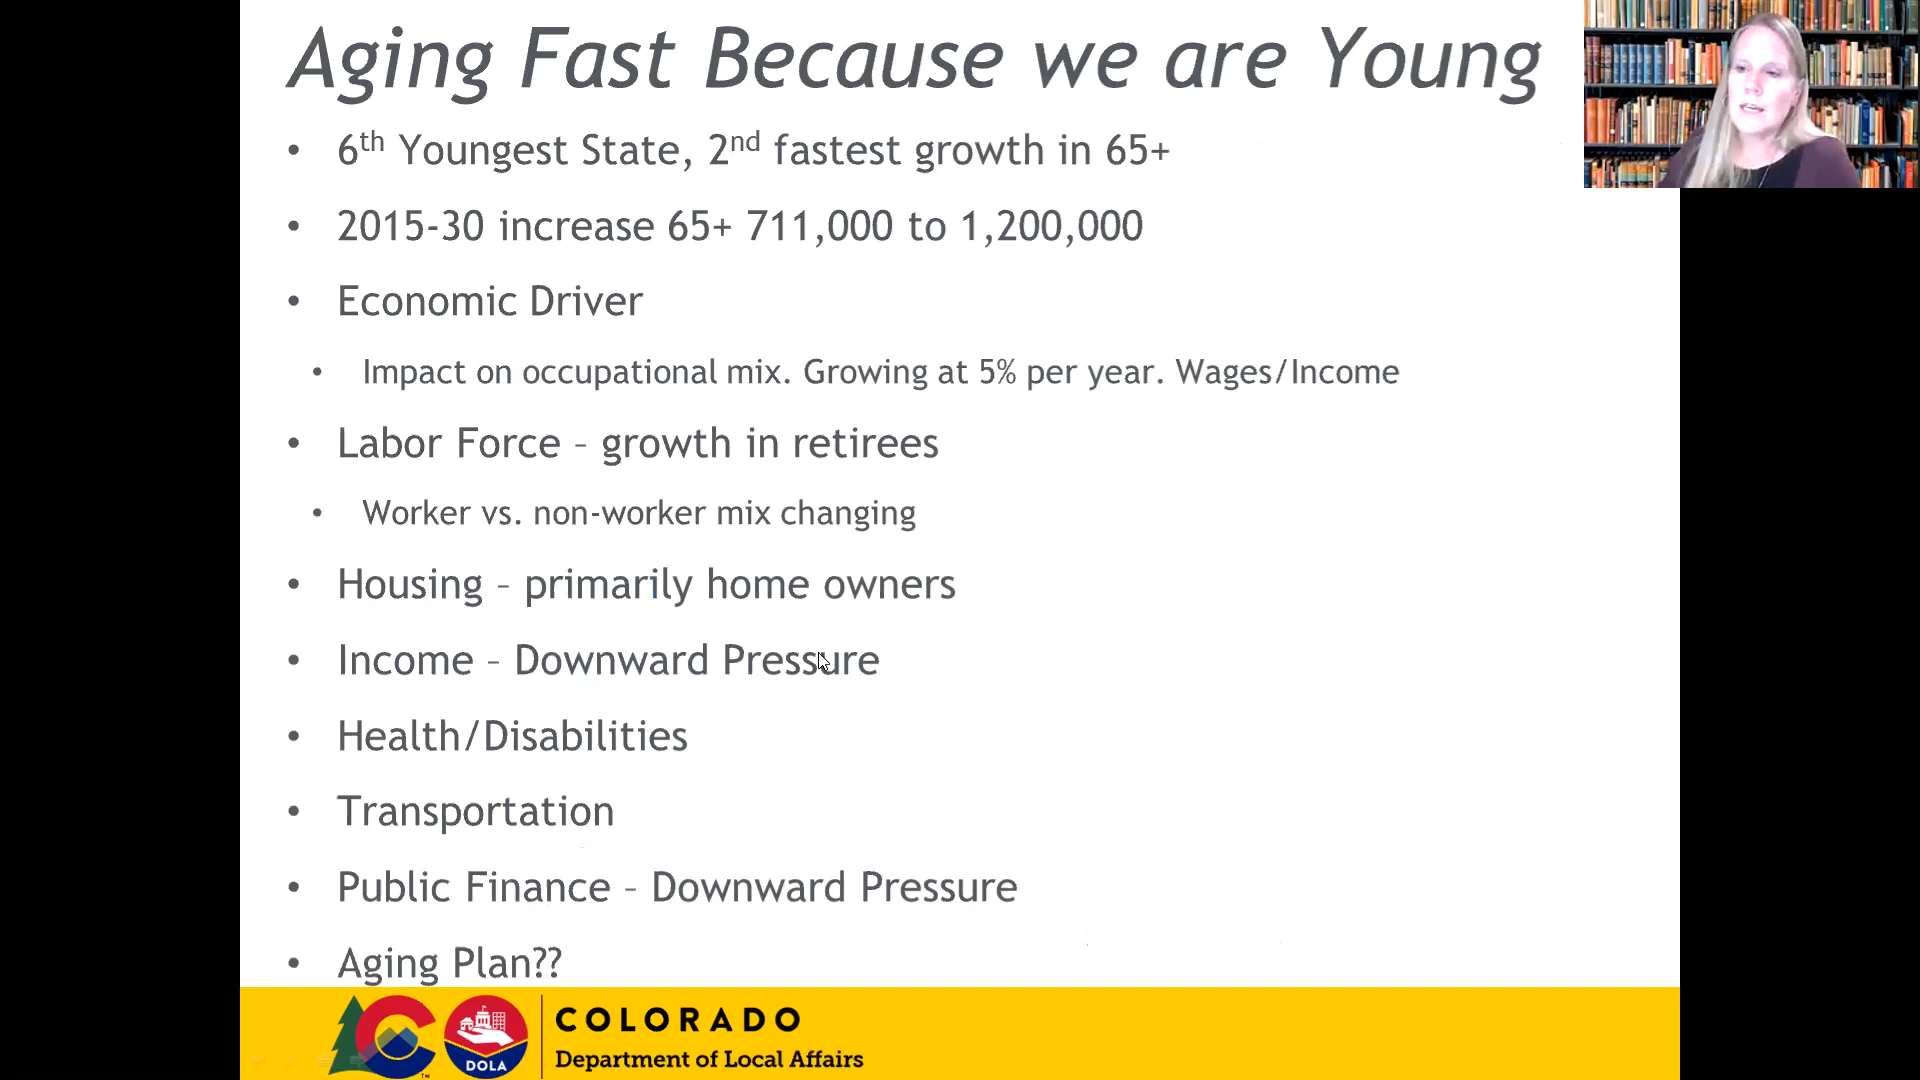 Aging Fast Because we are Young
• 6th Youngest State, 2nd fastest growth in 65+
• 2015-30 increase 65+ 711,000 to 1,200,000
• Economic Driver
• Impact on occupational mix. Growing at 5% per year. Wages/Income
• Labor Force – growth in retirees
• Worker vs. non-worker mix changing
• Housing – primarily home owners
• Income – Downward Pressure
• Health/Disabilities
• Transportation
• Public Finance – Downward Pressure
• Aging Plan??
COLORADO
Department of Local Affairs
DOLA
TM